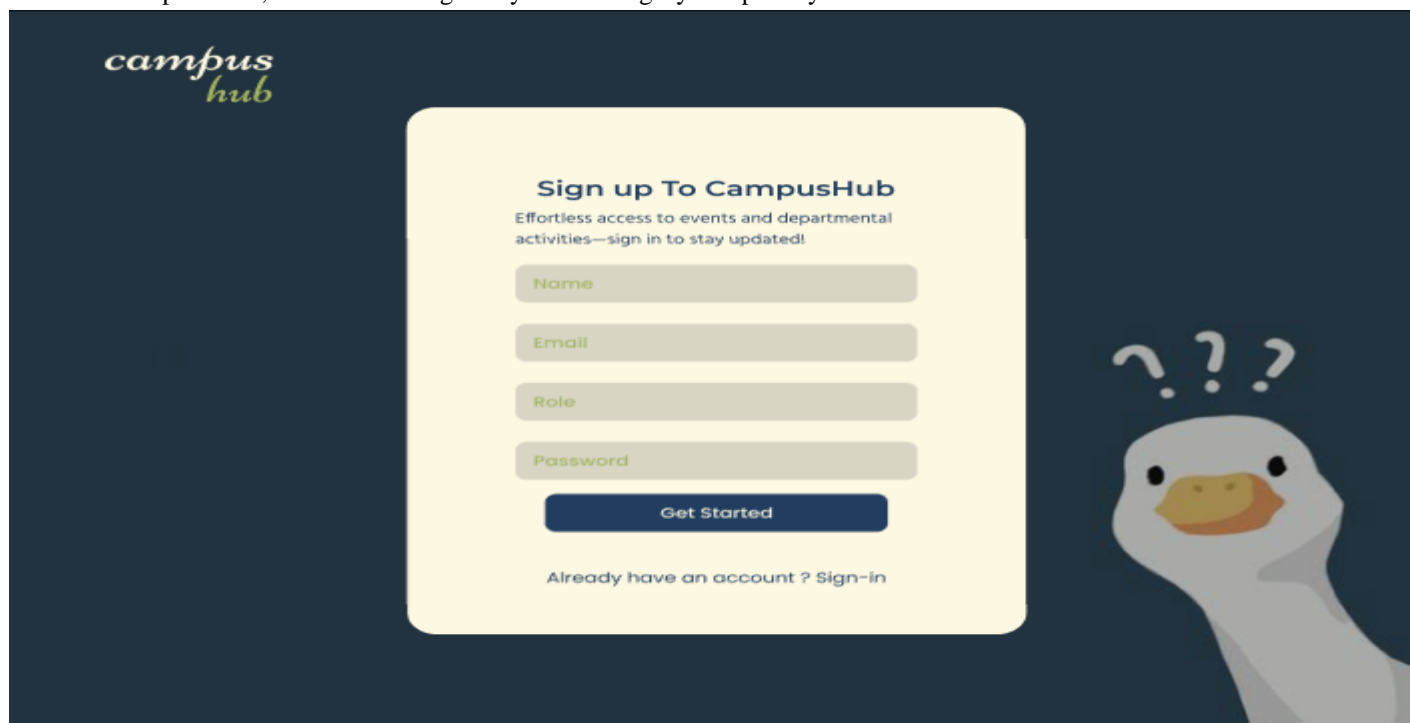 campus
hub
Sign up To CampusHub
Effortless access to events and departmental
activities—sign in to stay updated!
Name
Email
Role
Password
Get Started
Already have an account ? Sign-in
???